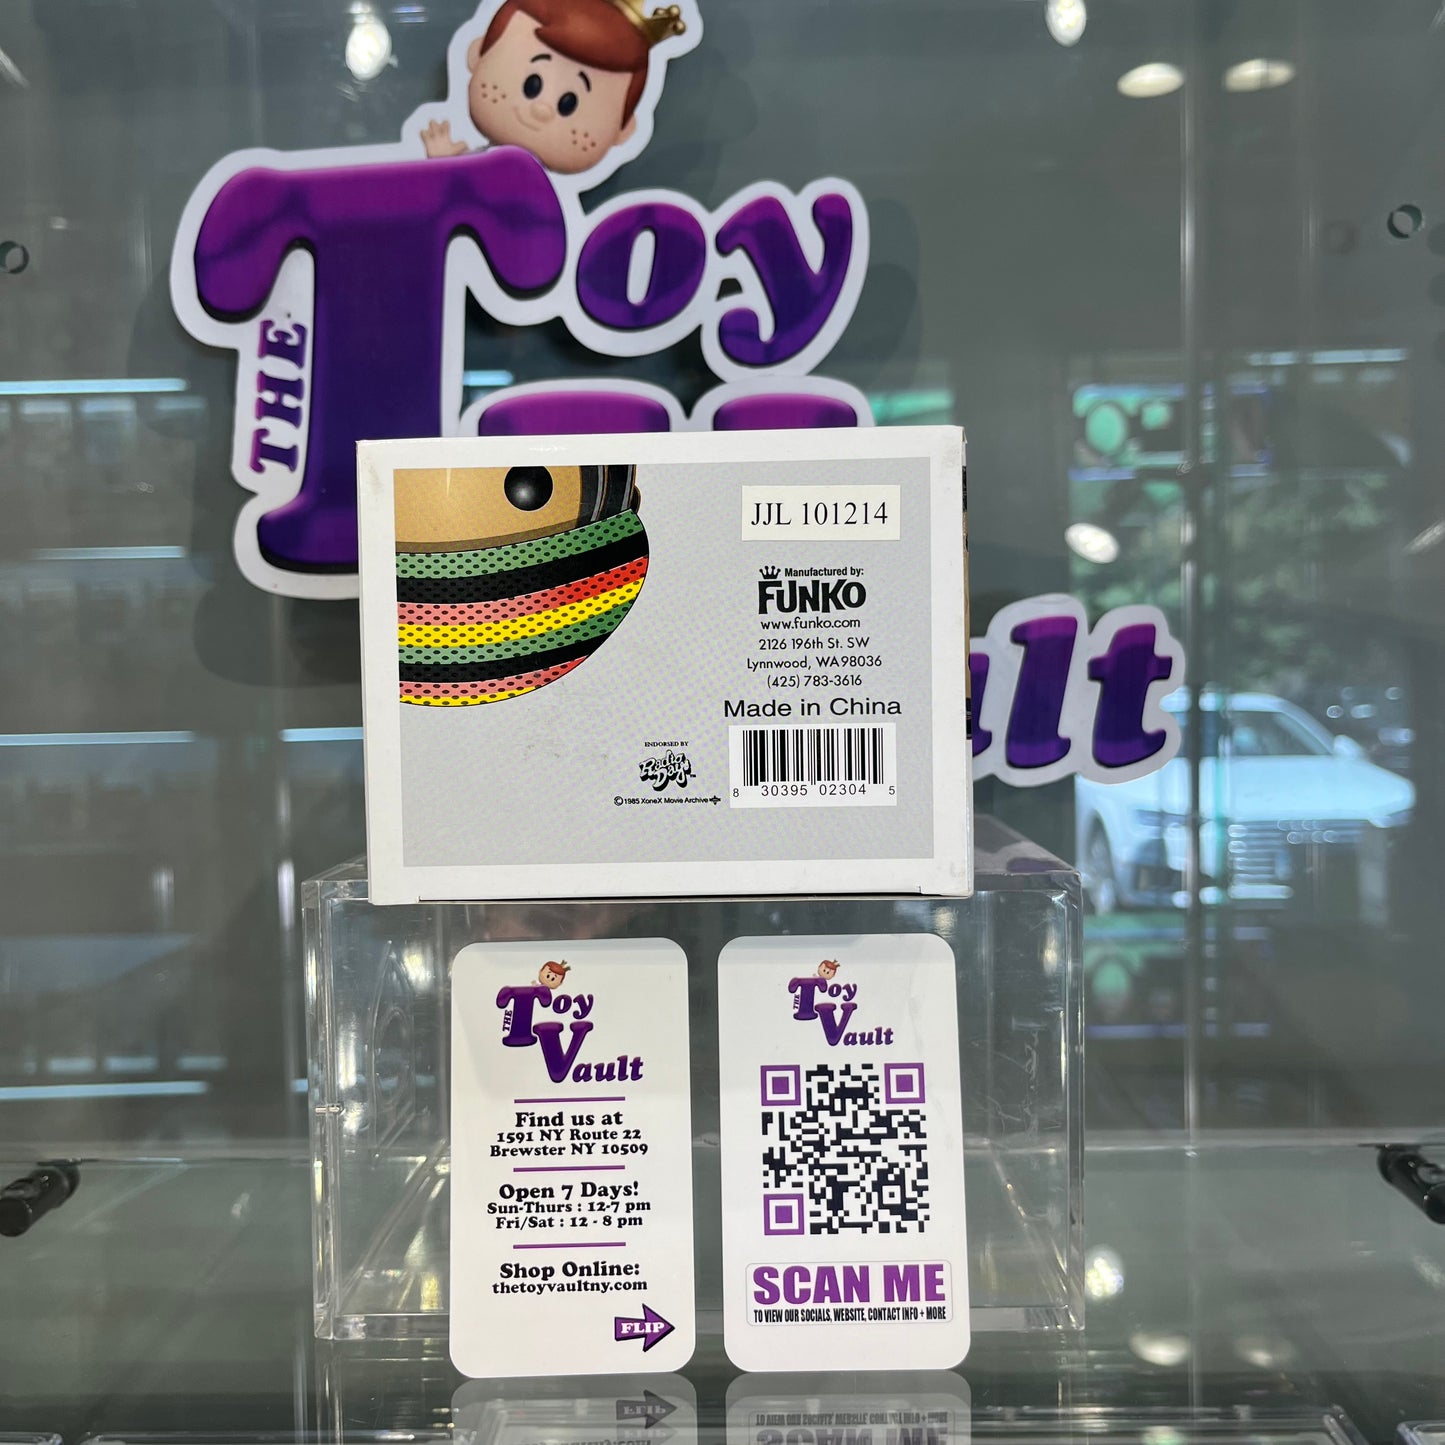 THE Toy
ault
JJL 101214
Manufactured by:
FUNKO
www.funko.com
2126 196th St. SW
Lynnwood, WA98036
(425) 783-3616
Made in China
ENDORSED BY
Radio Days™
©1985 XoneX Movie Archive
8 30395 02304 5
THE Toy
Vault
Find us at
1591 NY Route 22
Brewster NY 10509
Open 7 Days!
Sun-Thurs : 12-7 pm
Fri/Sat : 12 - 8 pm
Shop Online:
thetoyvaultny.com
FLIP
THE Toy
Vault
SCAN ME
TO VIEW OUR SOCIALS, WEBSITE, CONTACT INFO + MORE